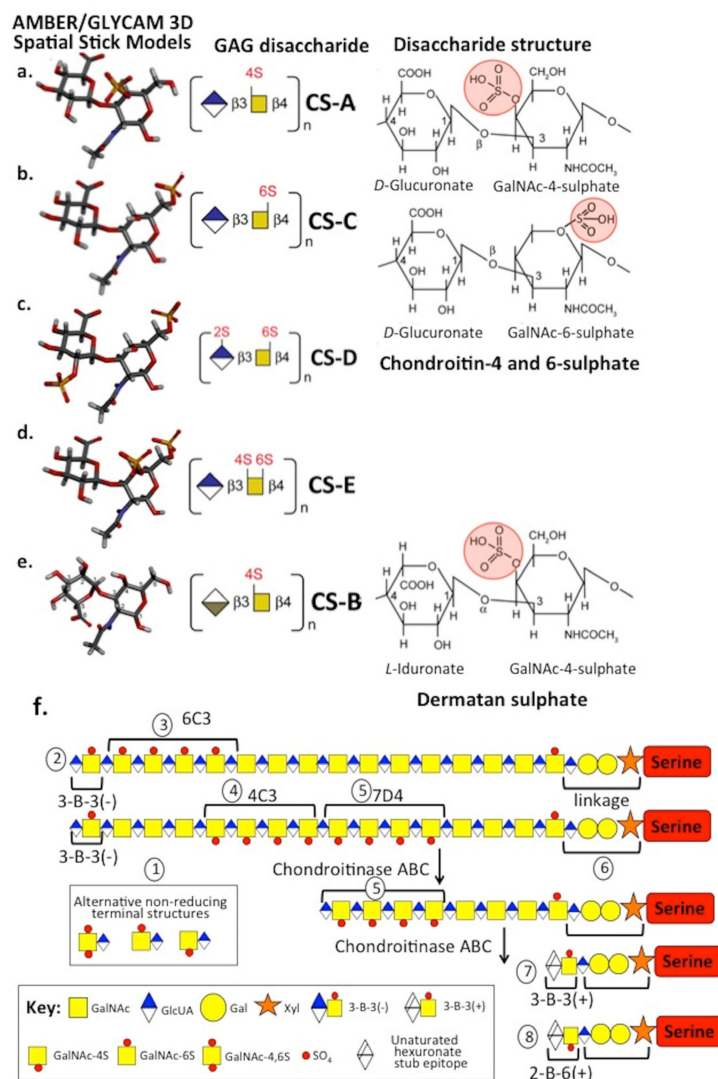 AMBER/GLYCAM 3D
Spatial Stick Models
GAG disaccharide
Disaccharide structure
a.
4S
β3 β4
n
CS-A
COOH
HO
S
O
O
CH₂OH
O
O
O
H
H
4
OH
H
1
H
H
OH
O
β
H
3
H
H
H
NHCOCH₃
O
D-Glucuronate
GalNAc-4-sulphate
b.
6S
β3 β4
n
CS-C
COOH
O
S
OH
O
O
H
O
O
H
H
4
OH
H
1
H
H
OH
β
O
H
3
H
H
H
NHCOCH₃
O
D-Glucuronate
GalNAc-6-sulphate
Chondroitin-4 and 6-sulphate
c.
2S 6S
β3 β4
n
CS-D
d.
4S 6S
β3 β4
n
CS-E
e.
4S
β3 β4
n
CS-B
HO
S
O
O
CH₂OH
H
O
O
O
H
COOH
4
OH
H
1
H
H
OH
O
α
H
3
H
H
H
NHCOCH₃
O
L-Iduronate
GalNAc-4-sulphate
Dermatan sulphate
f.
3
6C3
2
Serine
3-B-3(-)
linkage
4
4C3
5
7D4
Serine
3-B-3(-)
1
Chondroitinase ABC
6
Alternative non-reducing
terminal structures
5
Serine
Chondroitinase ABC
7
Serine
3-B-3(+)
8
Serine
2-B-6(+)
Key:
GalNAc
GlcUA
Gal
Xyl
3-B-3(-)
3-B-3(+)
GalNAc-4S
GalNAc-6S
GalNAc-4,6S
SO₄
Unaturated
hexuronate
stub epitope